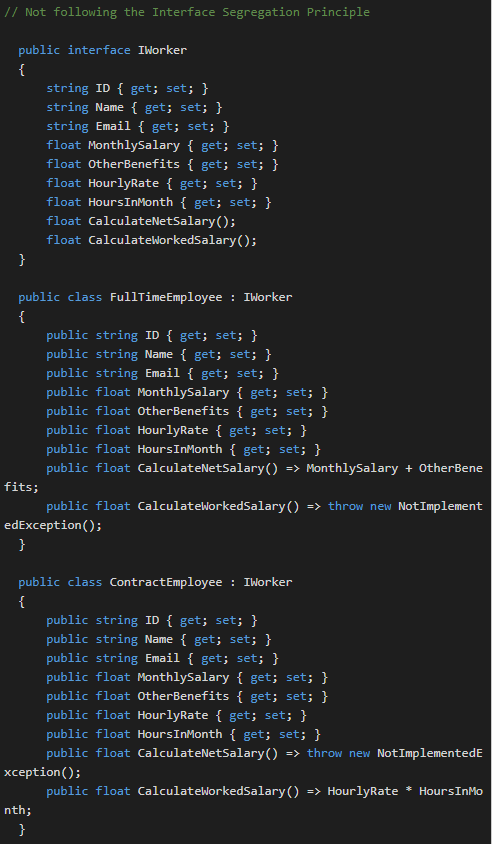 // Not following the Interface Segregation Principle
public interface IWorker
{
string ID { get; set; }
string Name { get; set; }
string Email { get; set; }
float MonthlySalary { get; set; }
float OtherBenefits { get; set; }
float HourlyRate { get; set; }
float HoursInMonth { get; set; }
float CalculateNetSalary();
float CalculateWorkedSalary();
}
public class FullTimeEmployee : IWorker
{
public string ID { get; set; }
public string Name { get; set; }
public string Email { get; set; }
public float MonthlySalary { get; set; }
public float OtherBenefits { get; set; }
public float HourlyRate { get; set; }
public float HoursInMonth { get; set; }
public float CalculateNetSalary() => MonthlySalary + OtherBene
fits;
public float CalculateWorkedSalary() => throw new NotImplement
edException();
}
public class ContractEmployee : IWorker
{
public string ID { get; set; }
public string Name { get; set; }
public string Email { get; set; }
public float MonthlySalary { get; set; }
public float OtherBenefits { get; set; }
public float HourlyRate { get; set; }
public float HoursInMonth { get; set; }
public float CalculateNetSalary() => throw new NotImplementedE
xception();
public float CalculateWorkedSalary() => HourlyRate * HoursInMo
nth;
}